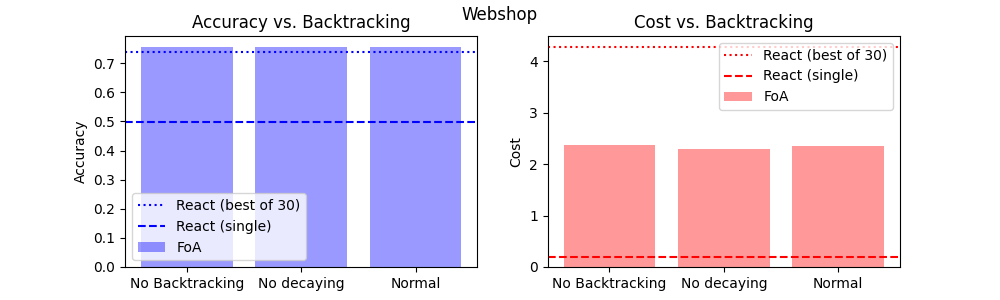 Webshop
Accuracy vs. Backtracking
Accuracy
0.7
0.6
0.5
0.4
0.3
0.2
0.1
0.0
React (best of 30)
React (single)
FoA
No Backtracking
No decaying
Normal
Cost vs. Backtracking
Cost
4
3
2
1
0
React (best of 30)
React (single)
FoA
No Backtracking
No decaying
Normal